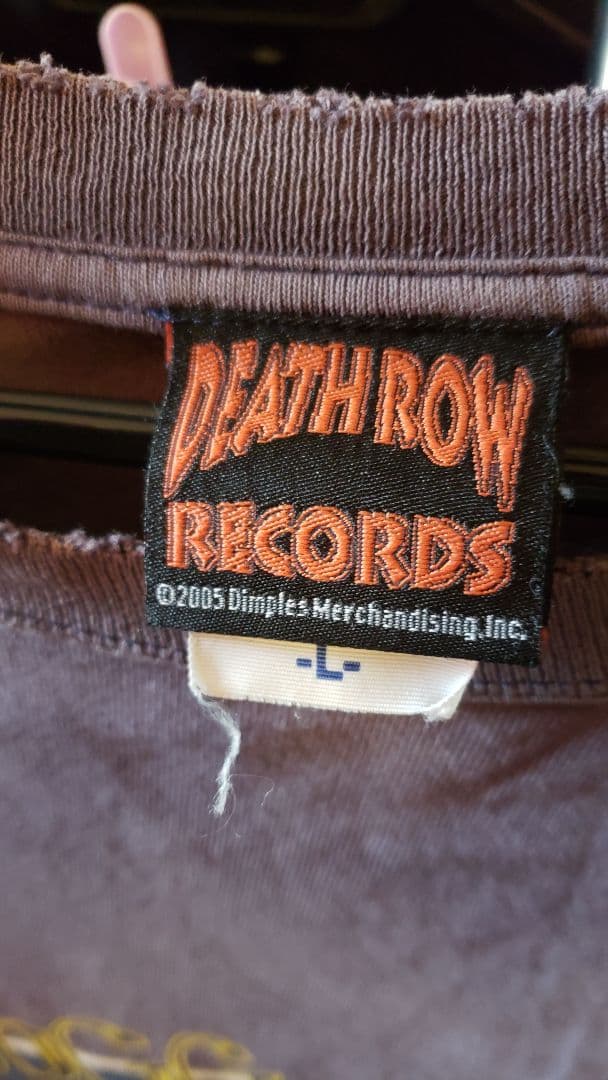 DEATH ROW
RECORDS
©2005 Dimples Merchandising, Inc.
-L-